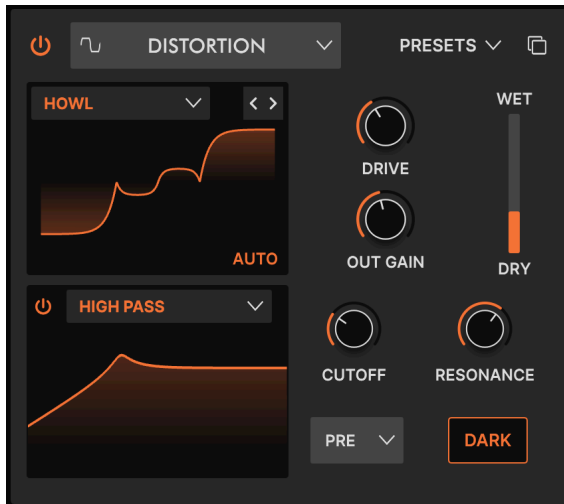 DISTORTION
PRESETS
HOWL
WET
DRIVE
AUTO
OUT GAIN
DRY
HIGH PASS
CUTOFF
RESONANCE
PRE
DARK